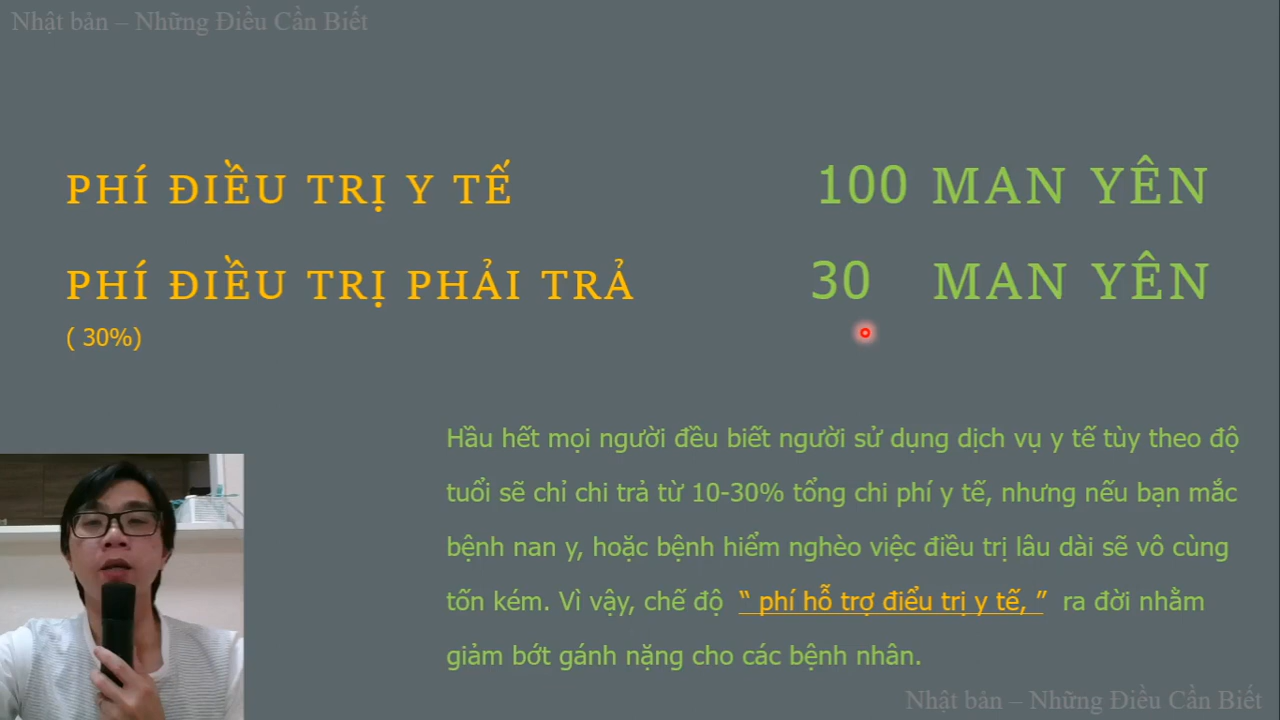 Nhật bản – Những Điều Cần Biết
PHÍ ĐIỀU TRỊ Y TẾ 100 MAN YÊN
PHÍ ĐIỀU TRỊ PHẢI TRẢ 30 MAN YÊN
( 30%)
Hầu hết mọi người đều biết người sử dụng dịch vụ y tế tùy theo độ
tuổi sẽ chỉ chi trả từ 10-30% tổng chi phí y tế, nhưng nếu bạn mắc
bệnh nan y, hoặc bệnh hiểm nghèo việc điều trị lâu dài sẽ vô cùng
tốn kém. Vì vậy, chế độ “ phí hỗ trợ điểu trị y tế, ” ra đời nhằm
giảm bớt gánh nặng cho các bệnh nhân.
Nhật bản – Những Điều Cần Biết